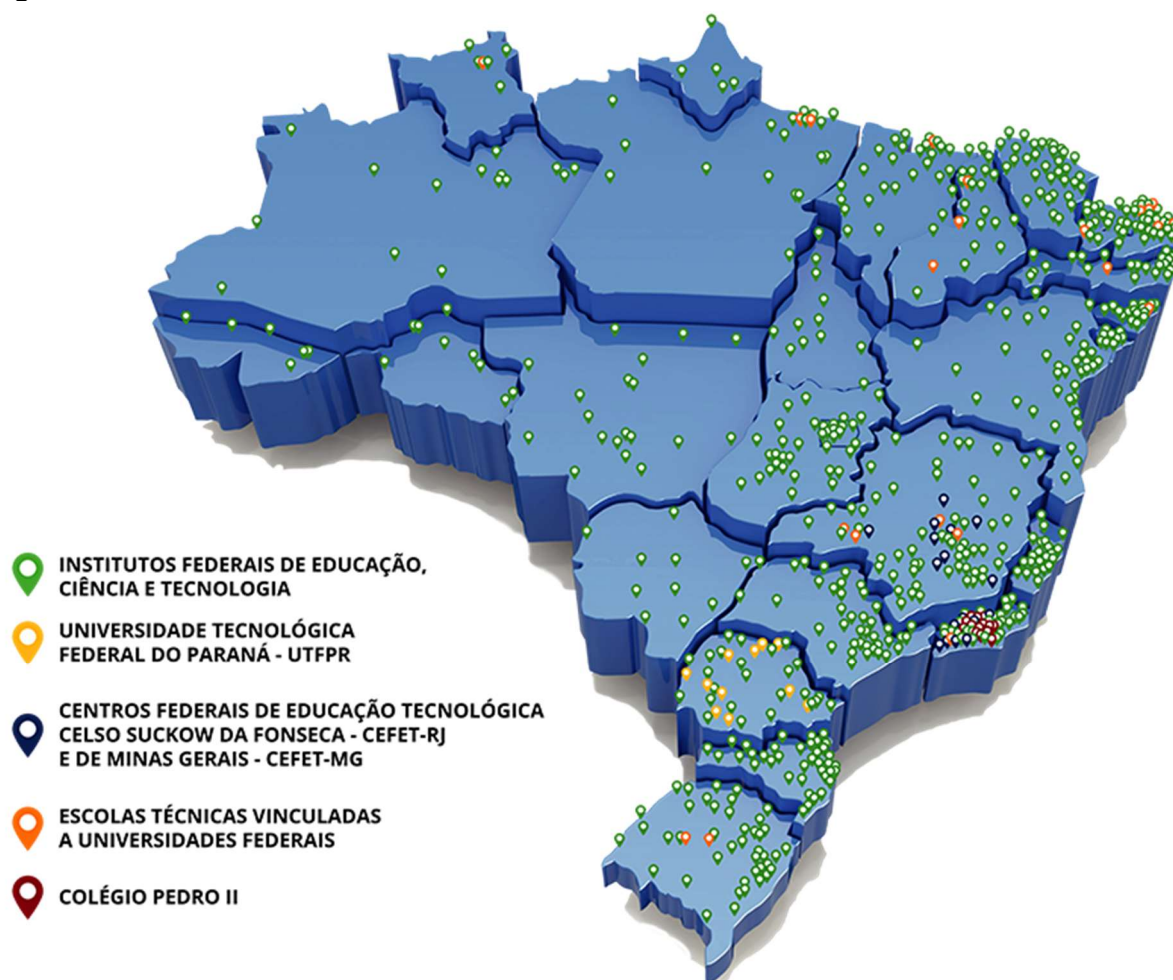 INSTITUTOS FEDERAIS DE EDUCAÇÃO,
CIÊNCIA E TECNOLOGIA
UNIVERSIDADE TECNOLÓGICA
FEDERAL DO PARANÁ - UTFPR
CENTROS FEDERAIS DE EDUCAÇÃO TECNOLÓGICA
CELSO SUCKOW DA FONSECA - CEFET-RJ
E DE MINAS GERAIS - CEFET-MG
ESCOLAS TÉCNICAS VINCULADAS
A UNIVERSIDADES FEDERAIS
COLÉGIO PEDRO II